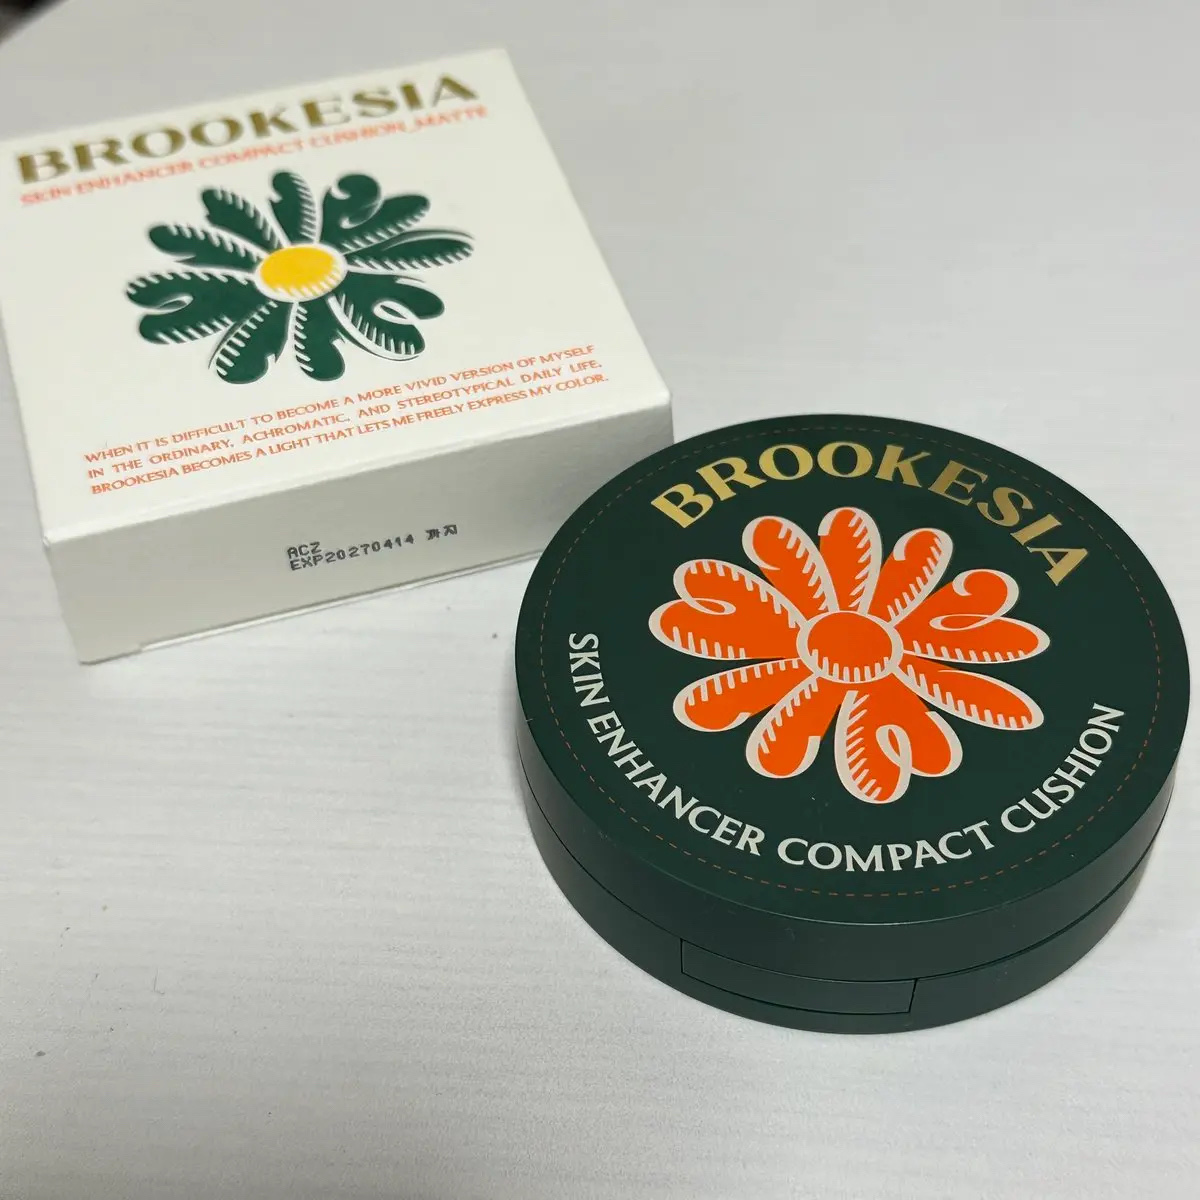 BROOKESIA
SKIN ENHANCER COMPACT CUSHION_MATTE
WHEN IT IS DIFFICULT TO BECOME A MORE VIVID VERSION OF MYSELF
IN THE ORDINARY, ACHROMATIC, AND STEREOTYPICAL DAILY LIFE,
BROOKESIA BECOMES A LIGHT THAT LETS ME FREELY EXPRESS MY COLOR.
ACZ
EXP20270414 까지
BROOKESIA
SKIN ENHANCER COMPACT CUSHION